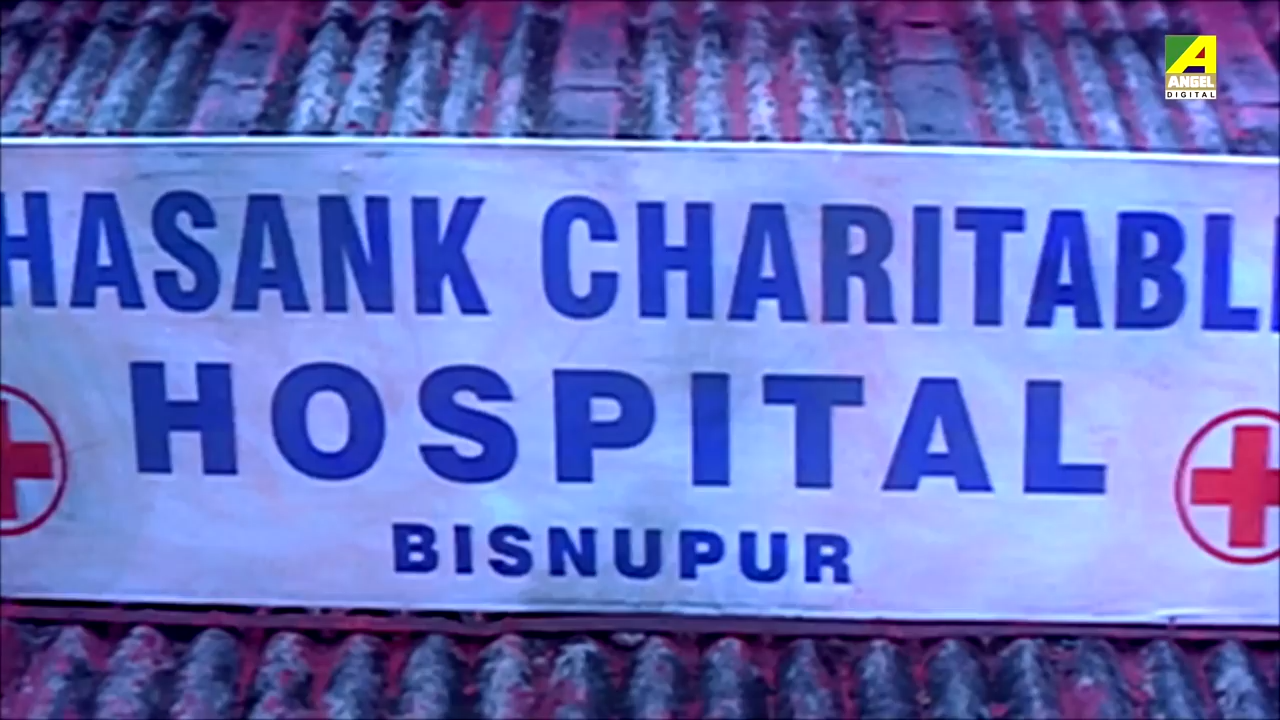 HASANK CHARITABL
HOSPITAL
BISNUPUR
A
ANGEL
DIGITAL